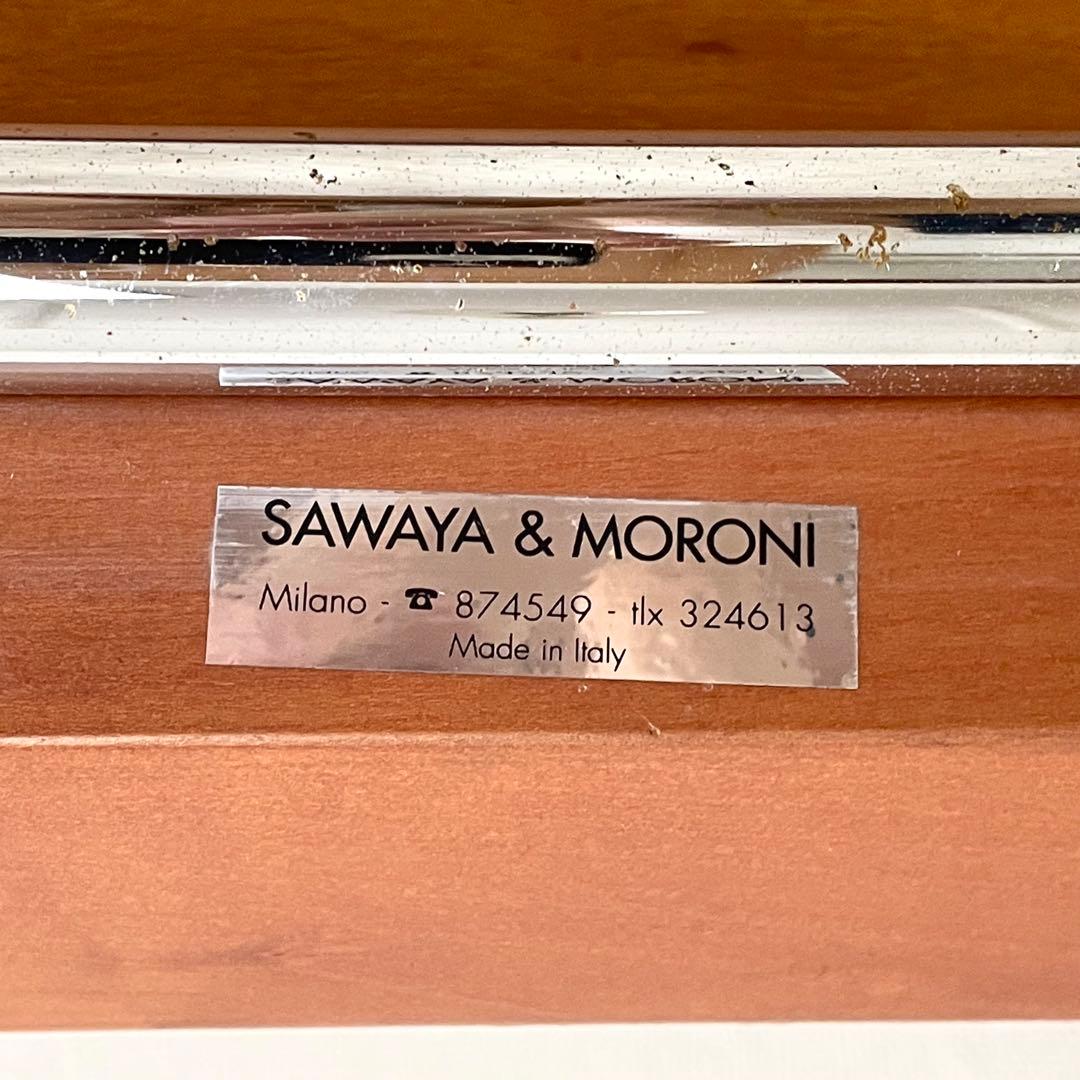 SAWAYA & MORONI
Milano - ☎ 874549 - tlx 324613
Made in Italy